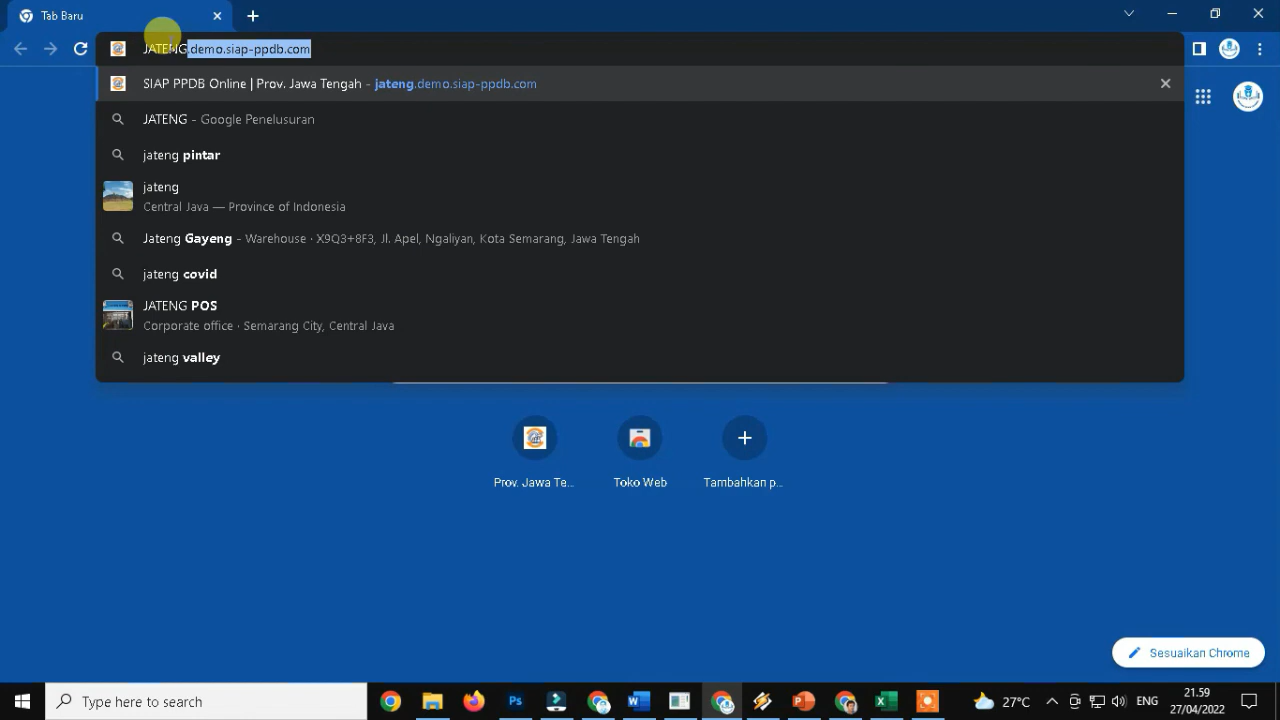 Tab Baru
JATENG.demo.siap-ppdb.com
SIAP PPDB Online | Prov. Jawa Tengah - jateng.demo.siap-ppdb.com
JATENG - Google Penelusuran
jateng pintar
jateng
Central Java — Province of Indonesia
Jateng Gayeng - Warehouse · X9Q3+8F3, Jl. Apel, Ngaliyan, Kota Semarang, Jawa Tengah
jateng covid
JATENG POS
Corporate office · Semarang City, Central Java
jateng valley
Prov. Jawa Te...
Toko Web
Tambahkan p...
Sesuaikan Chrome
Type here to search
27°C
ENG
21.59
27/04/2022